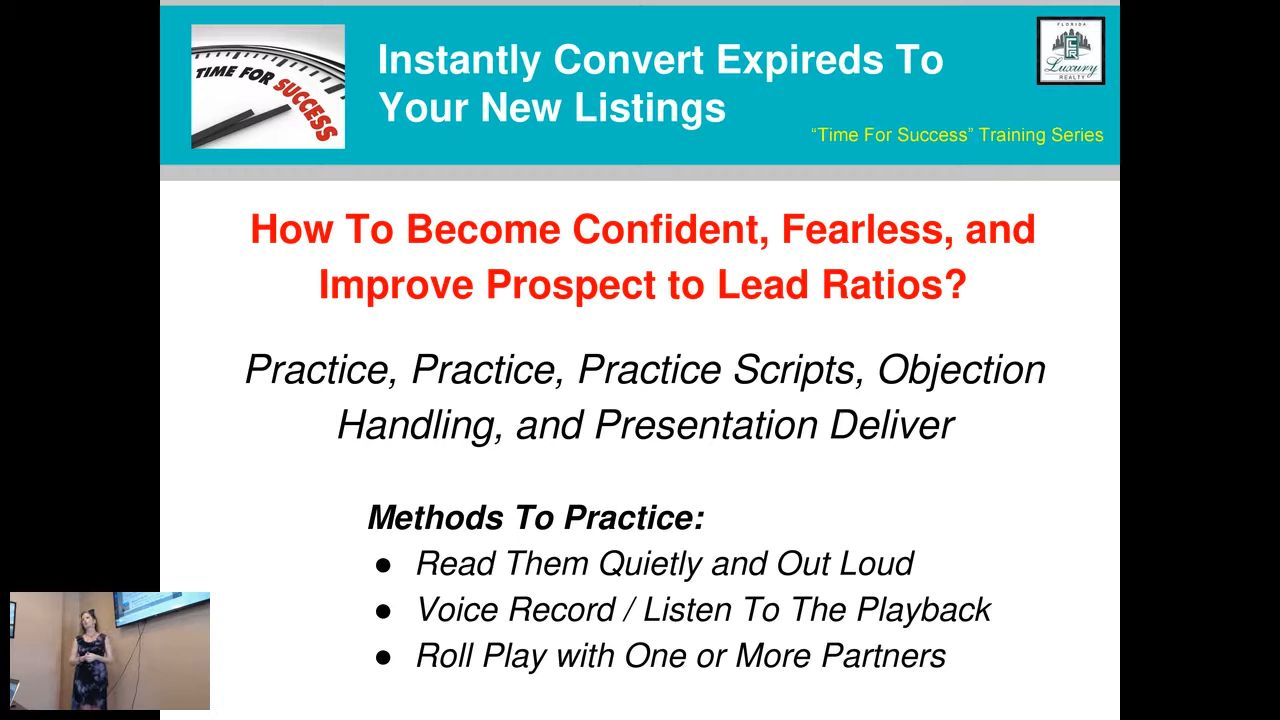 TIME FOR SUCCESS
Instantly Convert Expireds To
Your New Listings
FLORIDA
Luxury
REALTY
“Time For Success” Training Series
How To Become Confident, Fearless, and
Improve Prospect to Lead Ratios?
Practice, Practice, Practice Scripts, Objection
Handling, and Presentation Deliver
Methods To Practice:
● Read Them Quietly and Out Loud
● Voice Record / Listen To The Playback
● Roll Play with One or More Partners